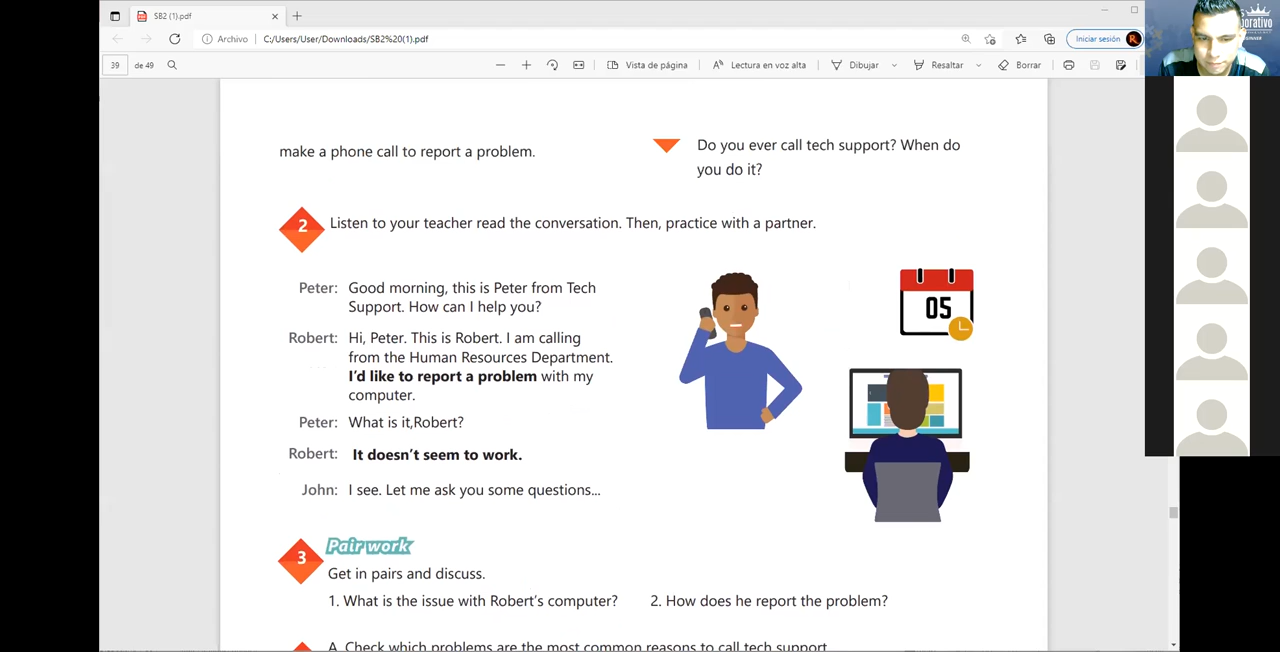 SB2 (1).pdf
Archivo
C:/Users/User/Downloads/SB2%20(1).pdf
Iniciar sesión
39 de 49
Vista de página
Lectura en voz alta
Dibujar
Resaltar
Borrar
make a phone call to report a problem.
Do you ever call tech support? When do
you do it?
2
Listen to your teacher read the conversation. Then, practice with a partner.
Peter: Good morning, this is Peter from Tech
Support. How can I help you?
Robert: Hi, Peter. This is Robert. I am calling
from the Human Resources Department.
I'd like to report a problem with my
computer.
Peter: What is it,Robert?
Robert: It doesn't seem to work.
John: I see. Let me ask you some questions...
05
3
Pair work
Get in pairs and discuss.
1. What is the issue with Robert's computer?
2. How does he report the problem?
A. Check which problems are the most common reasons to call tech support